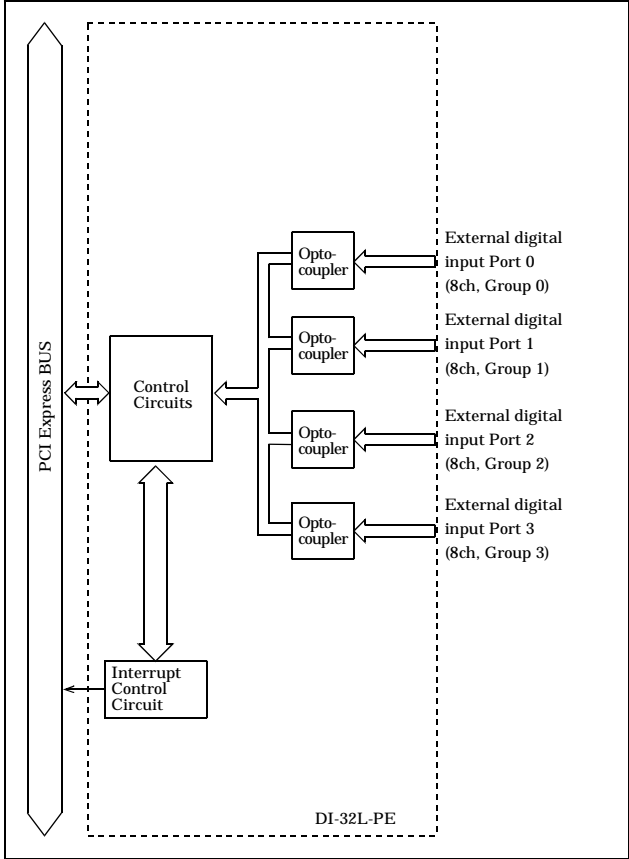 PCI Express BUS
Control
Circuits
Interrupt
Control
Circuit
Opto-
coupler
External digital
input Port 0
(8ch, Group 0)
Opto-
coupler
External digital
input Port 1
(8ch, Group 1)
Opto-
coupler
External digital
input Port 2
(8ch, Group 2)
Opto-
coupler
External digital
input Port 3
(8ch, Group 3)
DI-32L-PE